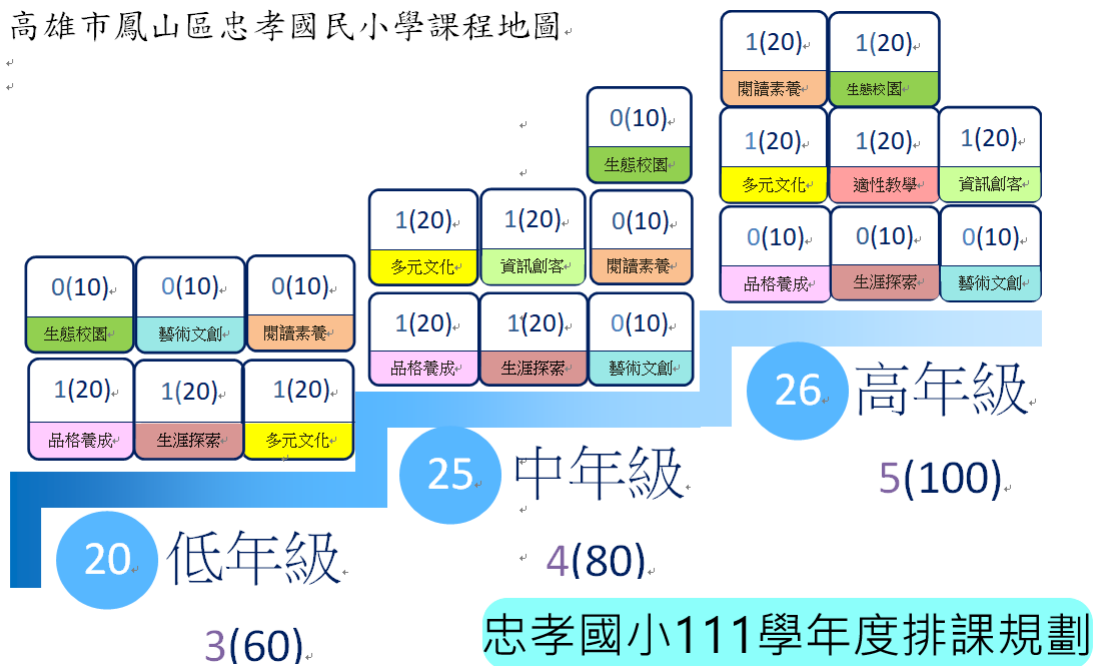 高雄市鳳山區忠孝國民小學課程地圖
1(20)
閱讀素養
1(20)
生態校園
0(10)
生態校園
1(20)
多元文化
1(20)
適性教學
1(20)
資訊創客
1(20)
多元文化
1(20)
資訊創客
0(10)
閱讀素養
0(10)
品格養成
0(10)
生涯探索
0(10)
藝術文創
0(10)
生態校園
0(10)
藝術文創
0(10)
閱讀素養
1(20)
品格養成
1(20)
生涯探索
0(10)
藝術文創
1(20)
品格養成
1(20)
生涯探索
1(20)
多元文化
26 高年級
5(100)
25 中年級
4(80)
20 低年級
3(60)
忠孝國小111學年度排課規劃